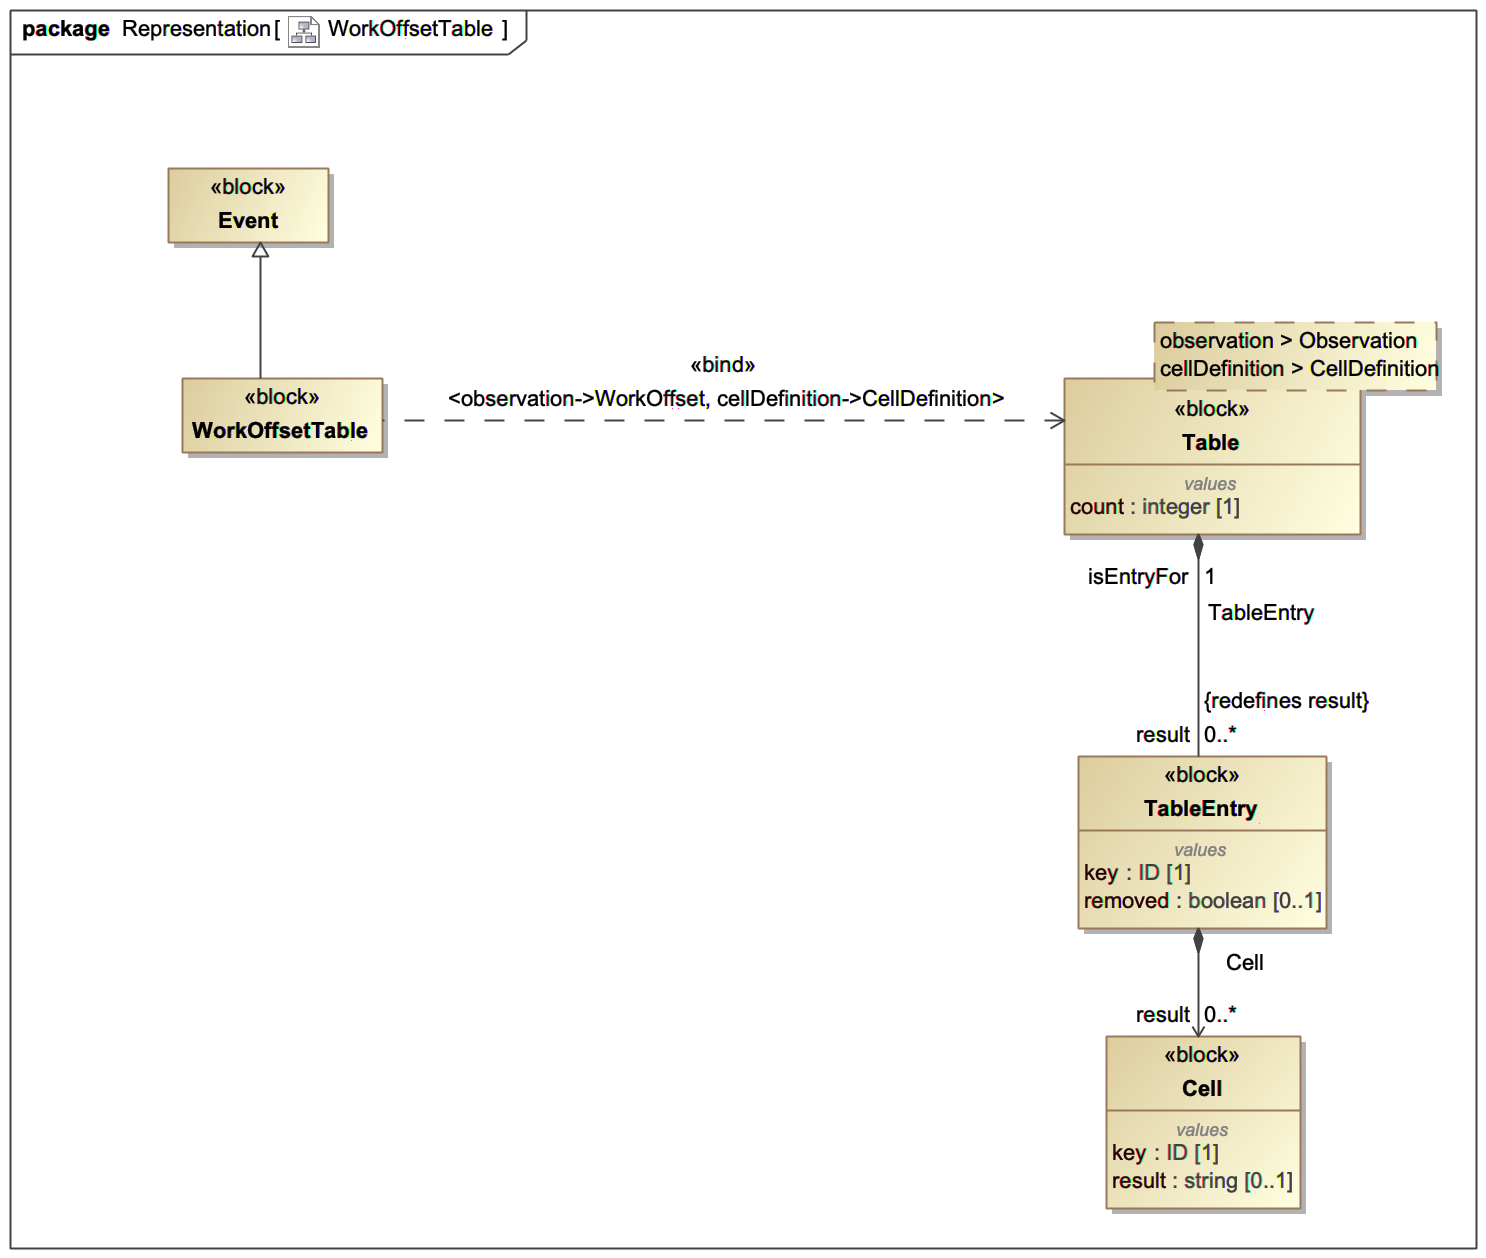 package Representation[ WorkOffsetTable ]
«block»
Event
observation > Observation
cellDefinition > CellDefinition
«bind»
<observation->WorkOffset, cellDefinition->CellDefinition>
«block»
WorkOffsetTable
«block»
Table
values
count : integer [1]
isEntryFor 1
TableEntry
{redefines result}
result 0..*
«block»
TableEntry
values
key : ID [1]
removed : boolean [0..1]
Cell
result 0..*
«block»
Cell
values
key : ID [1]
result : string [0..1]